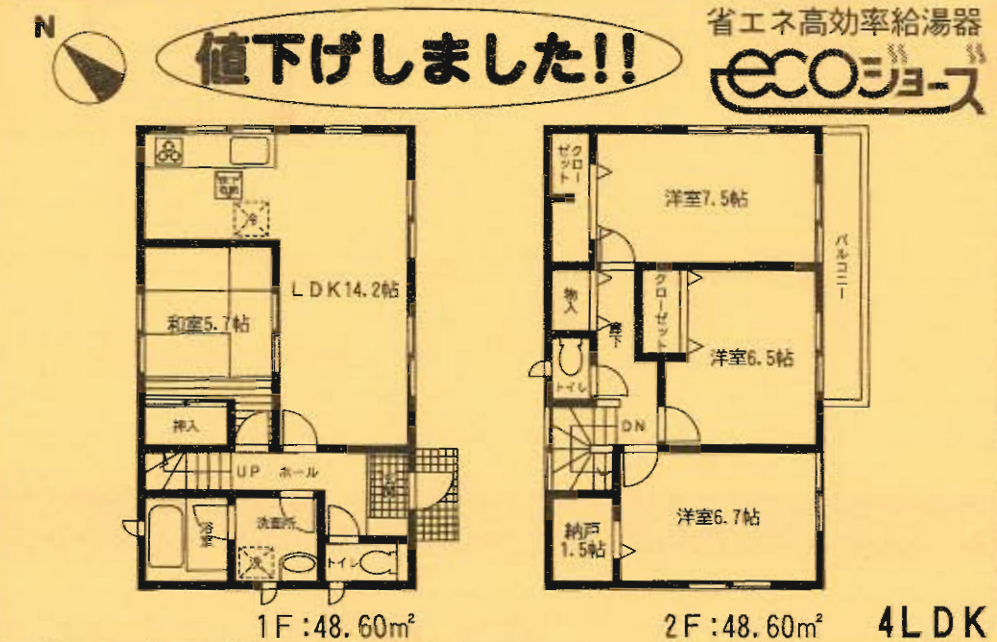 N
値下げしました!!
省エネ高効率給湯器
ecoジョーズ
冷
LDK14.2帖
和室5.7帖
押入
UP ホール
玄関
浴室
洗面所
洗
トイレ
1F:48.60㎡
クローゼット
洋室7.5帖
バルコニー
物入
廊下
クローゼット
洋室6.5帖
トイレ
DN
洋室6.7帖
納戸
1.5帖
2F:48.60㎡
4LDK